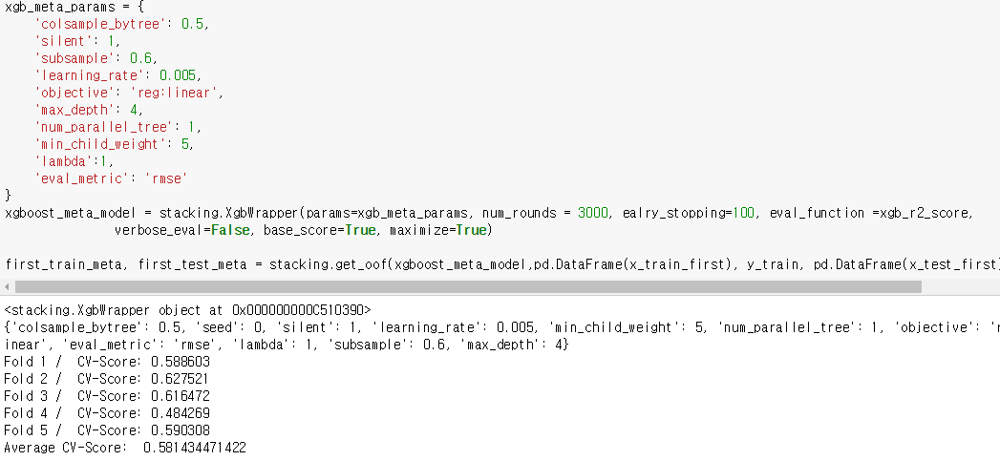 xgb_meta_params = {
    'colsample_bytree': 0.5,
    'silent': 1,
    'subsample': 0.6,
    'learning_rate': 0.005,
    'objective': 'reg:linear',
    'max_depth': 4,
    'num_parallel_tree': 1,
    'min_child_weight': 5,
    'lambda':1,
    'eval_metric': 'rmse'
}
xgboost_meta_model = stacking.XgbWrapper(params=xgb_meta_params, num_rounds = 3000, ealry_stopping=100, eval_function =xgb_r2_score,
                verbose_eval=False, base_score=True, maximize=True)
first_train_meta, first_test_meta = stacking.get_oof(xgboost_meta_model,pd.DataFrame(x_train_first), y_train, pd.DataFrame(x_test_first)
<stacking.XgbWrapper object at 0x000000000C510390>
{'colsample_bytree': 0.5, 'seed': 0, 'silent': 1, 'learning_rate': 0.005, 'min_child_weight': 5, 'num_parallel_tree': 1, 'objective': 'r
inear', 'eval_metric': 'rmse', 'lambda': 1, 'subsample': 0.6, 'max_depth': 4}
Fold 1 /  CV-Score: 0.588603
Fold 2 /  CV-Score: 0.627521
Fold 3 /  CV-Score: 0.616472
Fold 4 /  CV-Score: 0.484269
Fold 5 /  CV-Score: 0.590308
Average CV-Score:  0.581434471422